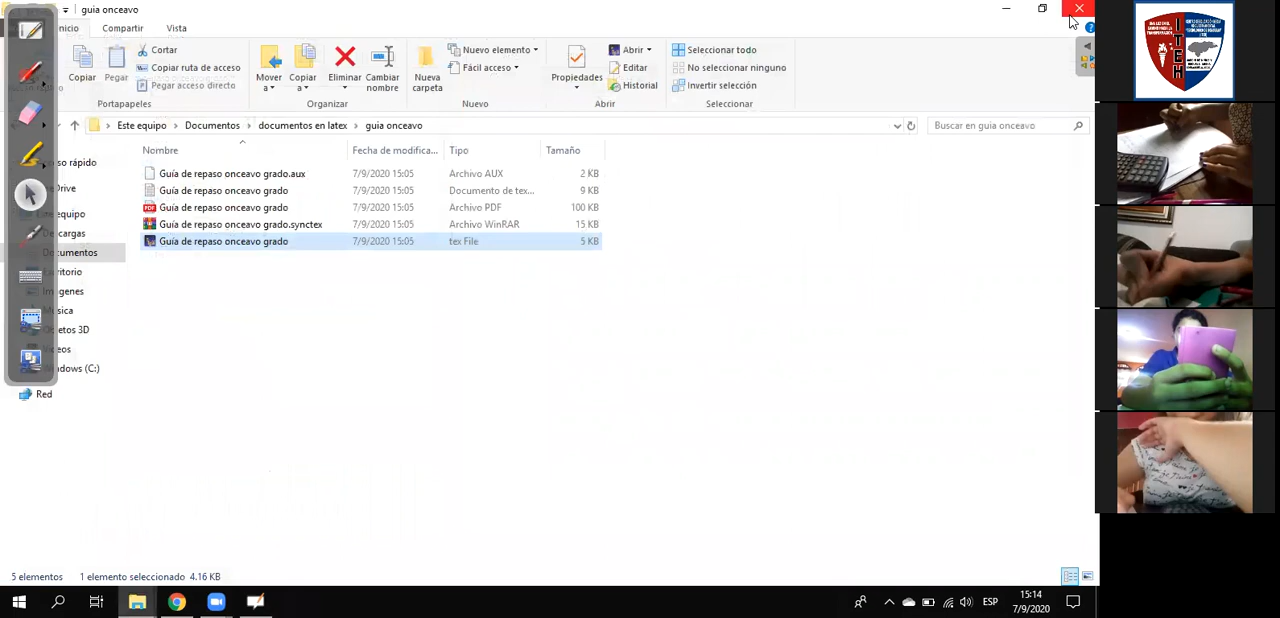 guia onceavo
Inicio
Compartir
Vista
Copiar
Pegar
Cortar
Copiar ruta de acceso
Pegar acceso directo
Portapapeles
Mover a
Copiar a
Eliminar
Cambiar nombre
Organizar
Nueva carpeta
Nuevo elemento
Nuevo
Propiedades
Abrir
Editar
Historial
Abrir
Seleccionar todo
No seleccionar ninguno
Invertir selección
Seleccionar
Este equipo > Documentos > documentos en latex > guia onceavo
Buscar en guia onceavo
Nombre Fecha de modifica... Tipo Tamaño
Guía de repaso onceavo grado.aux 7/9/2020 15:05 Archivo AUX 2 KB
Guía de repaso onceavo grado 7/9/2020 15:05 Documento de tex... 9 KB
Guía de repaso onceavo grado 7/9/2020 15:05 Archivo PDF 100 KB
Guía de repaso onceavo grado.synctex 7/9/2020 15:05 Archivo WinRAR 15 KB
Guía de repaso onceavo grado 7/9/2020 15:05 tex File 5 KB
Documentos
Objetos 3D
Red
5 elementos 1 elemento seleccionado 4.16 KB
ESP
15:14
7/9/2020
ITEH